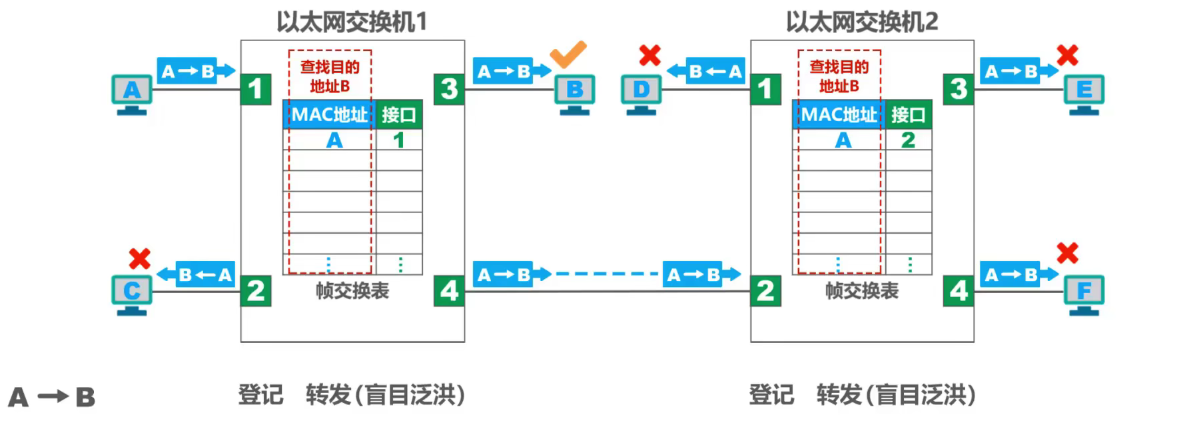 以太网交换机1
以太网交换机2
A→B
A→B
B←A
A→B
查找目的
地址B
查找目的
地址B
A
1
3
B
D
1
3
E
MAC地址 接口
MAC地址 接口
A 1
A 2
⋮ ⋮
⋮ ⋮
B←A
A→B
A→B
A→B
C
2
4
2
4
F
帧交换表
帧交换表
A→B
登记 转发(盲目泛洪)
登记 转发(盲目泛洪)